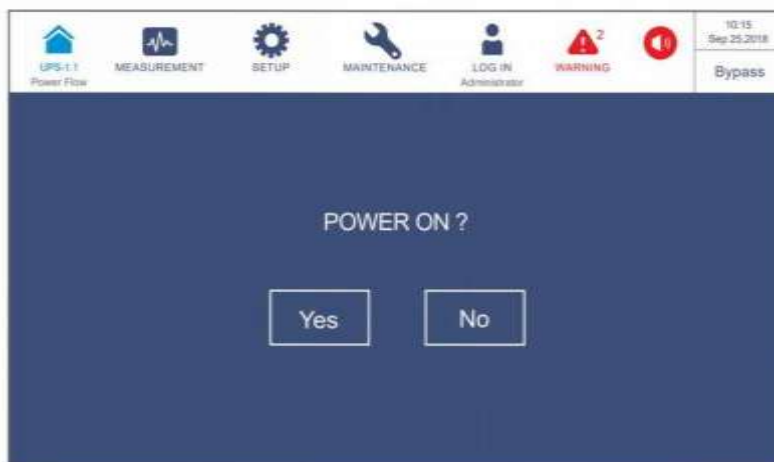 UPS-1.1
Power Flow
MEASUREMENT
SETUP
MAINTENANCE
LOG IN
Administrator
WARNING
2
10:15
Sep.25.2018
Bypass
POWER ON ?
Yes
No